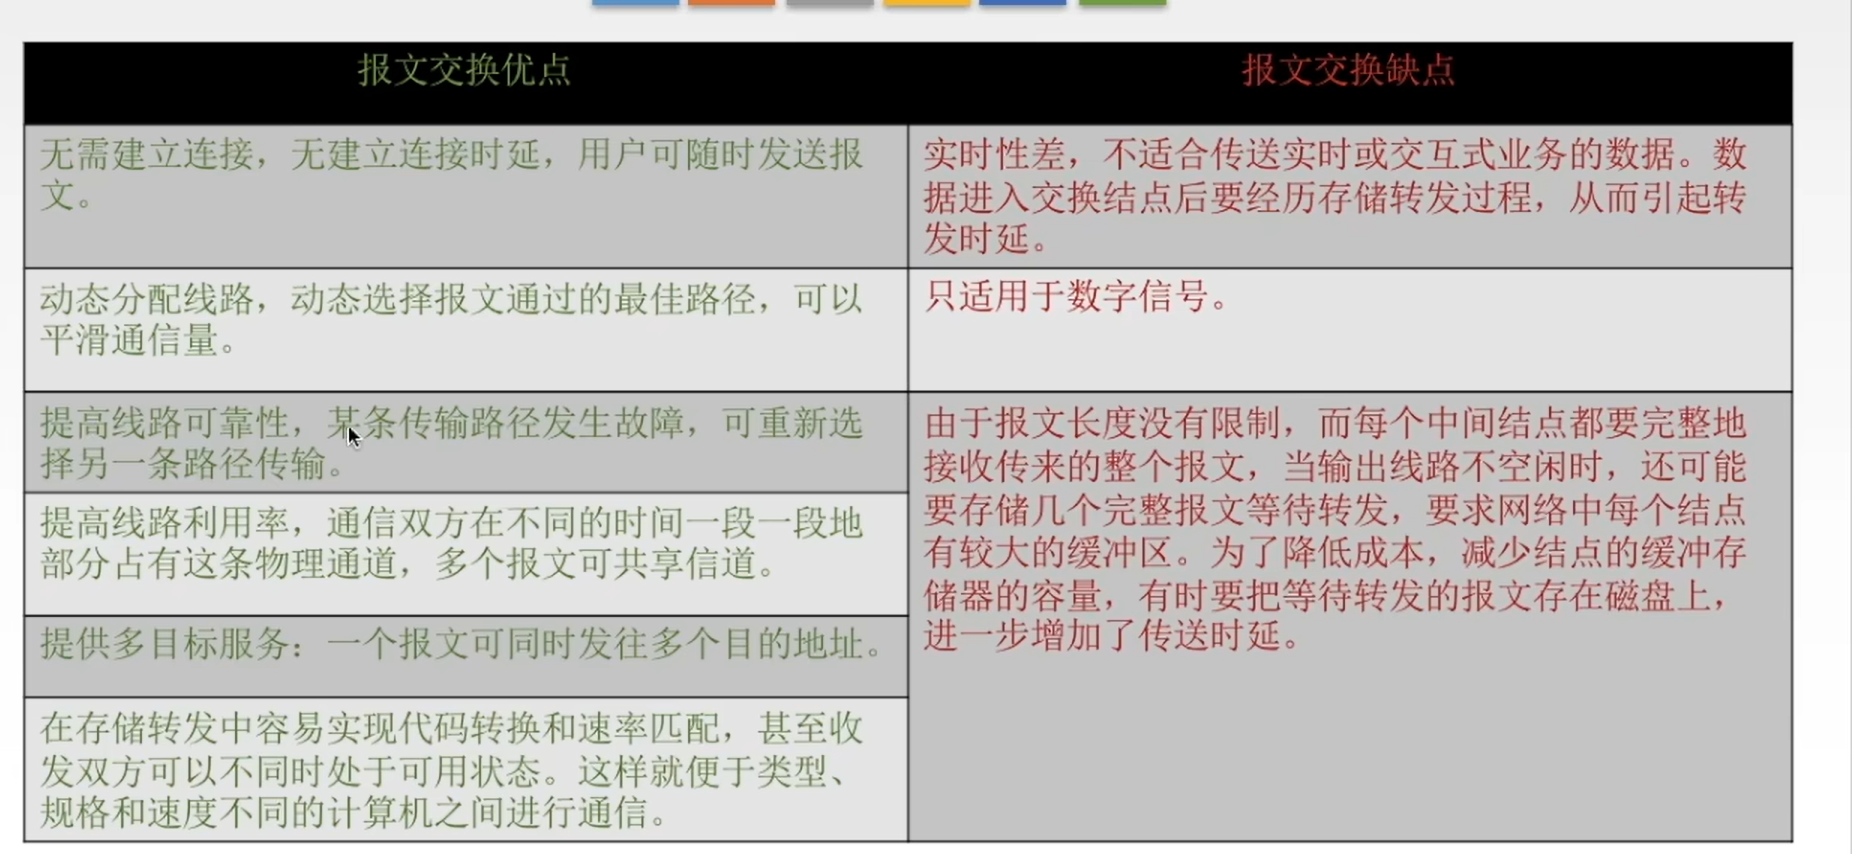 报文交换优点
报文交换缺点
无需建立连接，无建立连接时延，用户可随时发送报
文。
实时性差，不适合传送实时或交互式业务的数据。数
据进入交换结点后要经历存储转发过程，从而引起转
发时延。
动态分配线路，动态选择报文通过的最佳路径，可以
平滑通信量。
只适用于数字信号。
提高线路可靠性，某条传输路径发生故障，可重新选
择另一条路径传输。
提高线路利用率，通信双方在不同的时间一段一段地
部分占有这条物理通道，多个报文可共享信道。
提供多目标服务：一个报文可同时发往多个目的地址。
在存储转发中容易实现代码转换和速率匹配，甚至收
发双方可以不同时处于可用状态。这样就便于类型、
规格和速度不同的计算机之间进行通信。
由于报文长度没有限制，而每个中间结点都要完整地
接收传来的整个报文，当输出线路不空闲时，还可能
要存储几个完整报文等待转发，要求网络中每个结点
有较大的缓冲区。为了降低成本，减少结点的缓冲存
储器的容量，有时要把等待转发的报文存在磁盘上，
进一步增加了传送时延。